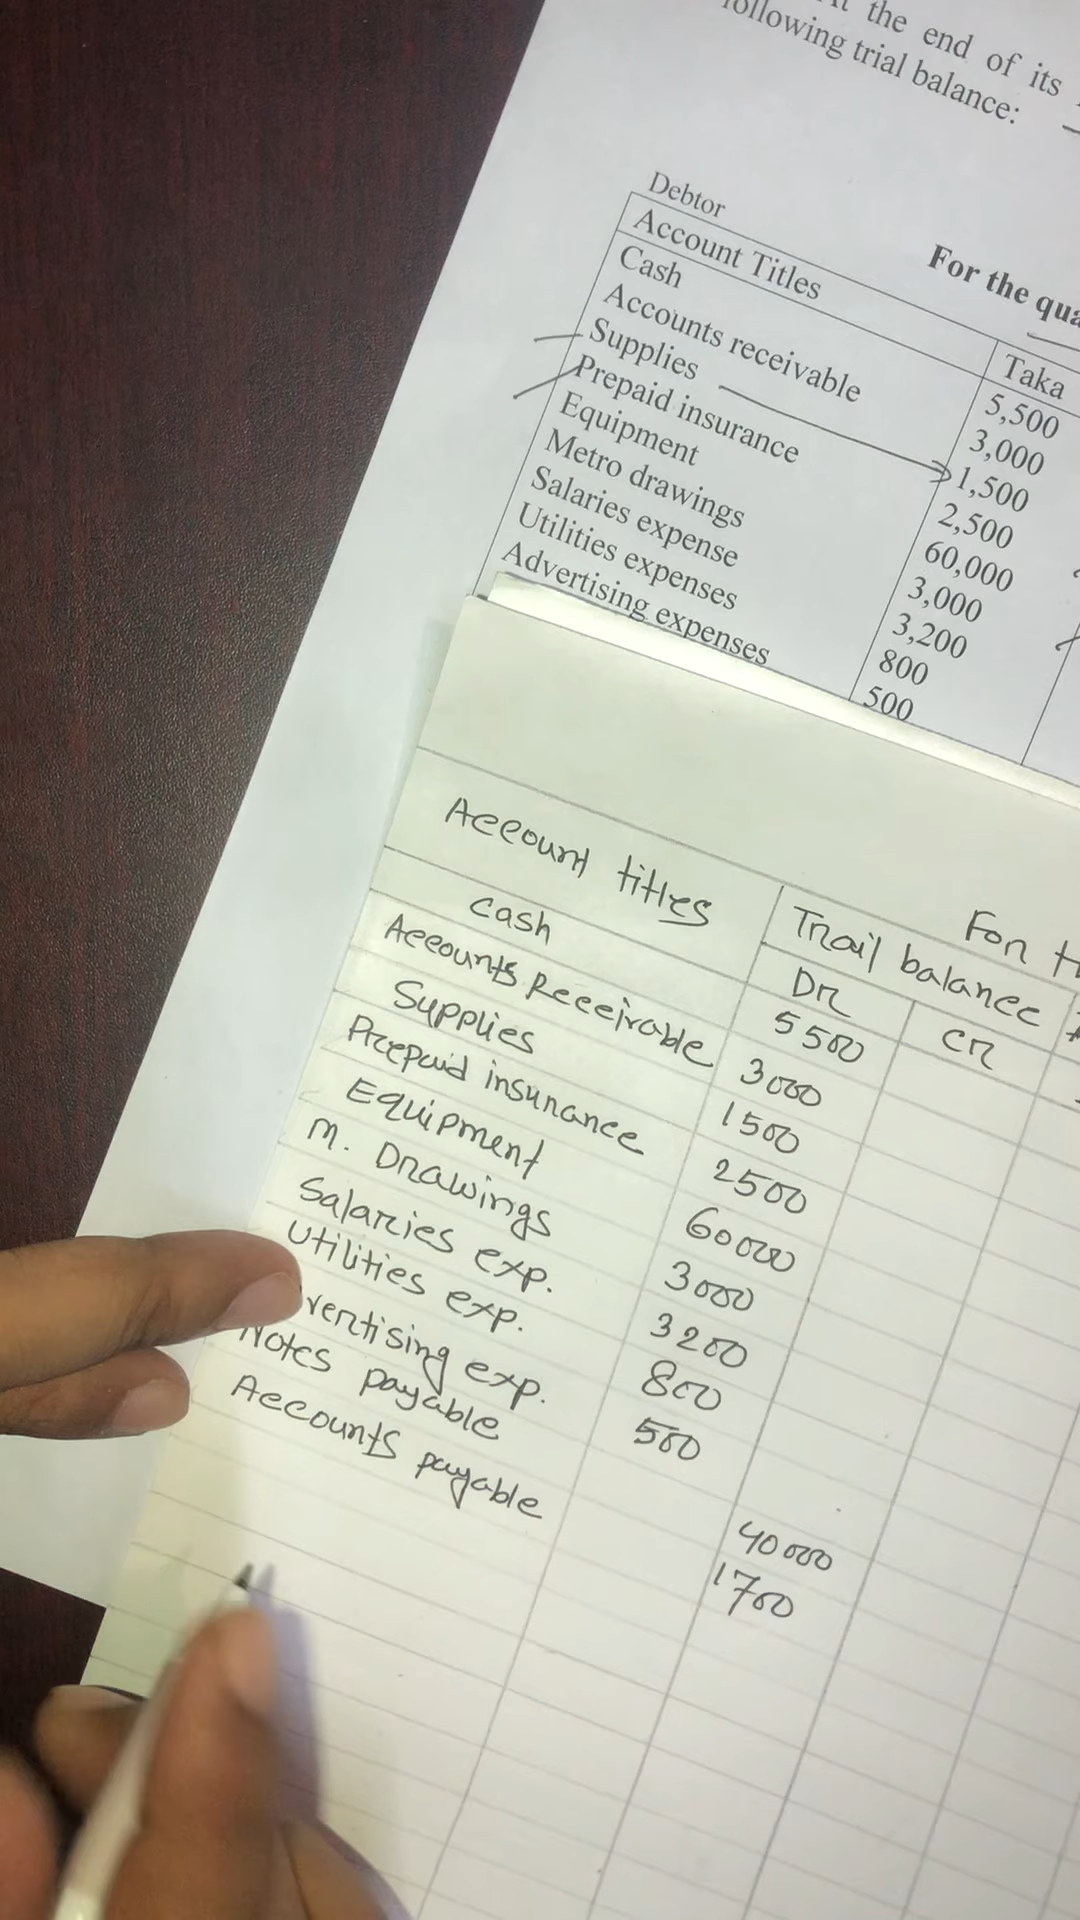 the end of its
following trial balance:
For the qua
Debtor
Account Titles Taka
Cash 5,500
Accounts receivable 3,000
Supplies 1,500
Prepaid insurance 2,500
Equipment 60,000
Metro drawings 3,000
Salaries expense 3,200
Utilities expenses 800
Advertising expenses 500
For th
Account titles Trail balance
Dr Cr
Cash 5500
Accounts Receivable 3000
Supplies 1500
Prepaid insurance 2500
Equipment 60000
M. Drawings 3000
Salaries exp. 3200
Utilities exp. 800
vertising exp. 500
Notes payable 40000
Accounts payable 1700